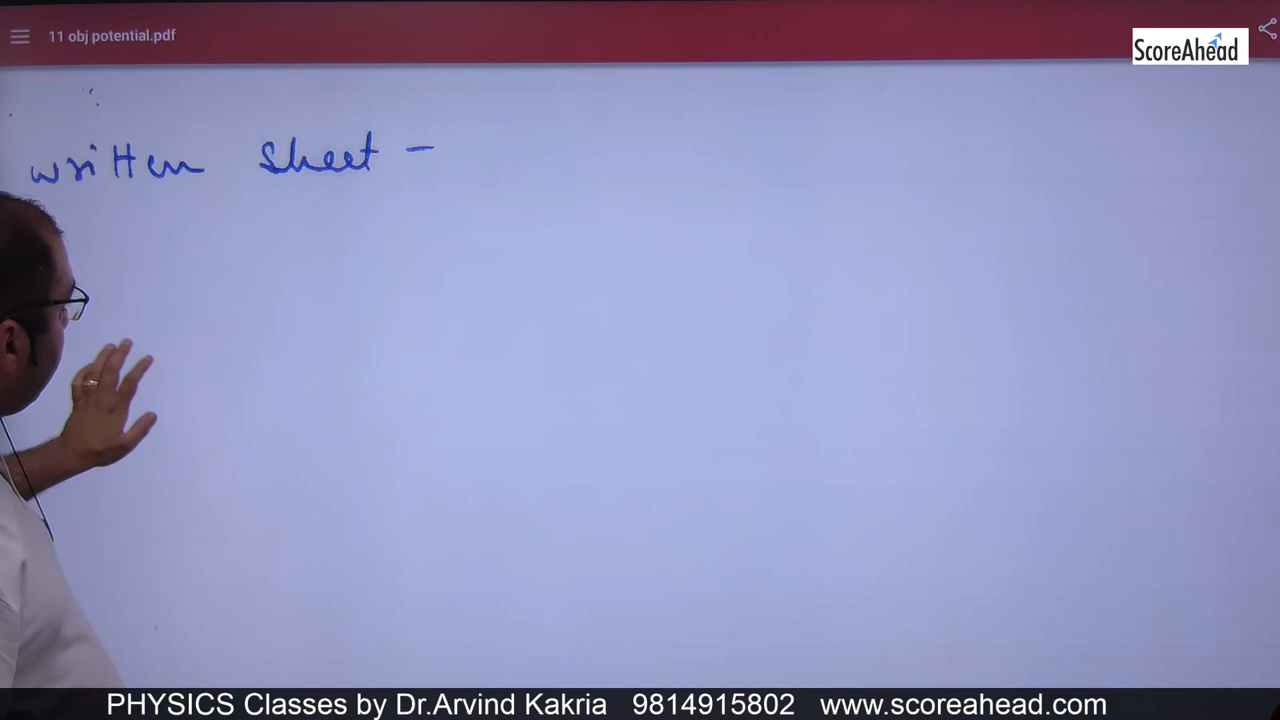 11 obj potential.pdf
ScoreAhead
written sheet -
PHYSICS Classes by Dr.Arvind Kakria 9814915802 www.scoreahead.com